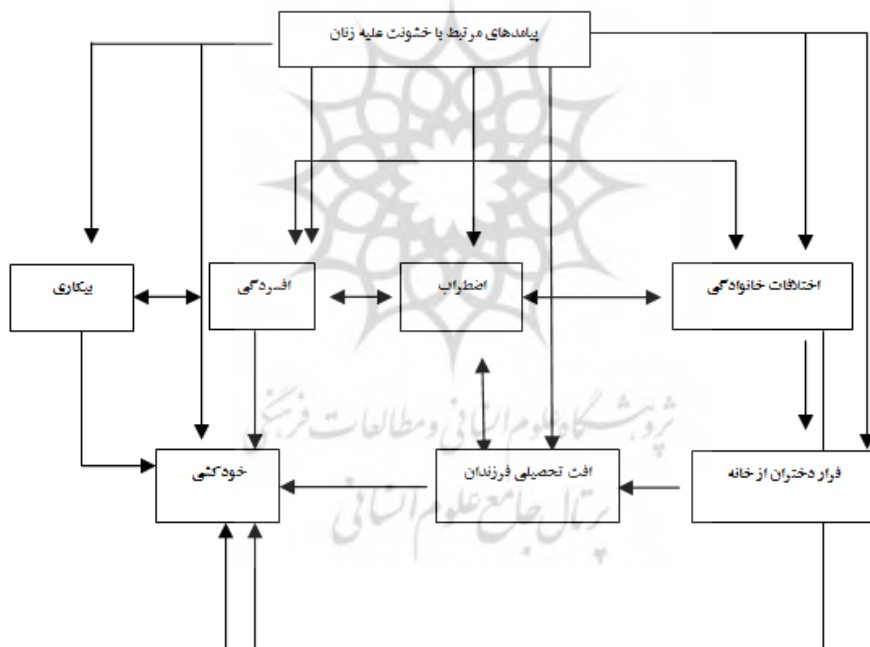 پیامدهای مرتبط با خشونت علیه زنان
اختلافات خانوادگی
اضطراب
افسردگی
بیکاری
پژوهشگاه علوم انسانی و مطالعات فرهنگی
فرار دختران از خانه
افت تحصیلی فرزندان
خودکشی
پرتال جامع علوم انسانی